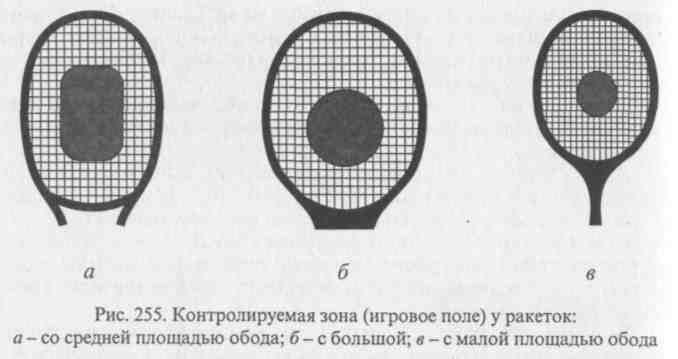 а б в
Рис. 255. Контролируемая зона (игровое поле) у ракеток:
а – со средней площадью обода; б – с большой; в – с малой площадью обода